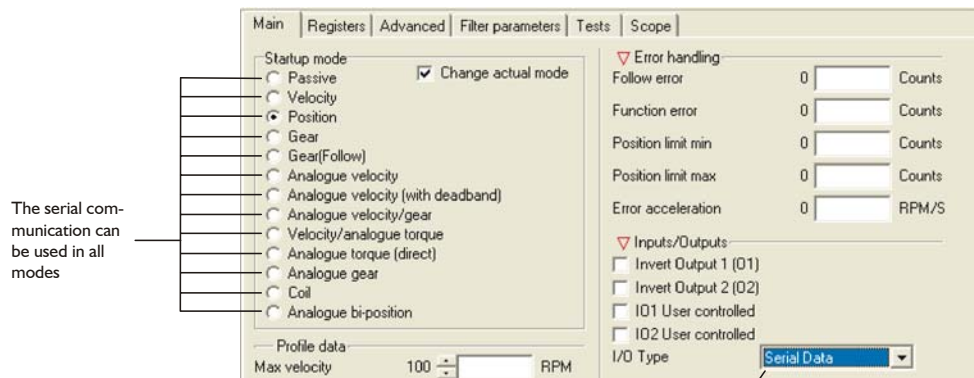 Main Registers Advanced Filter parameters Tests Scope
Startup mode
Change actual mode
Passive
Velocity
Position
Gear
Gear(Follow)
Analogue velocity
Analogue velocity (with deadband)
Analogue velocity/gear
Velocity/analogue torque
Analogue torque (direct)
Analogue gear
Coil
Analogue bi-position
The serial com-
munication can
be used in all
modes
Profile data
Max velocity 100 RPM
Error handling
Follow error 0 Counts
Function error 0 Counts
Position limit min 0 Counts
Position limit max 0 Counts
Error acceleration 0 RPM/S
Inputs/Outputs
Invert Output 1 (O1)
Invert Output 2 (O2)
IO1 User controlled
IO2 User controlled
I/O Type Serial Data